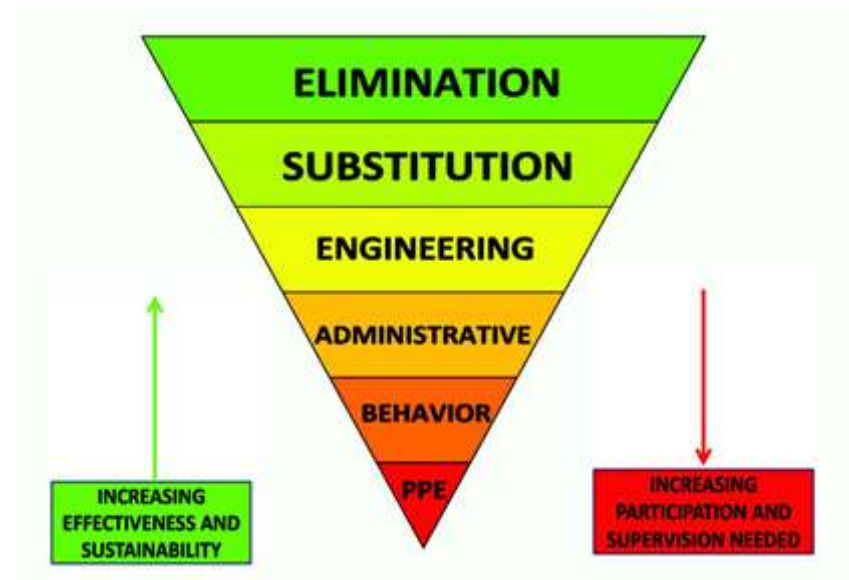 ELIMINATION
SUBSTITUTION
ENGINEERING
ADMINISTRATIVE
BEHAVIOR
PPE
INCREASING
EFFECTIVENESS AND
SUSTAINABILITY
INCREASING
PARTICIPATION AND
SUPERVISION NEEDED